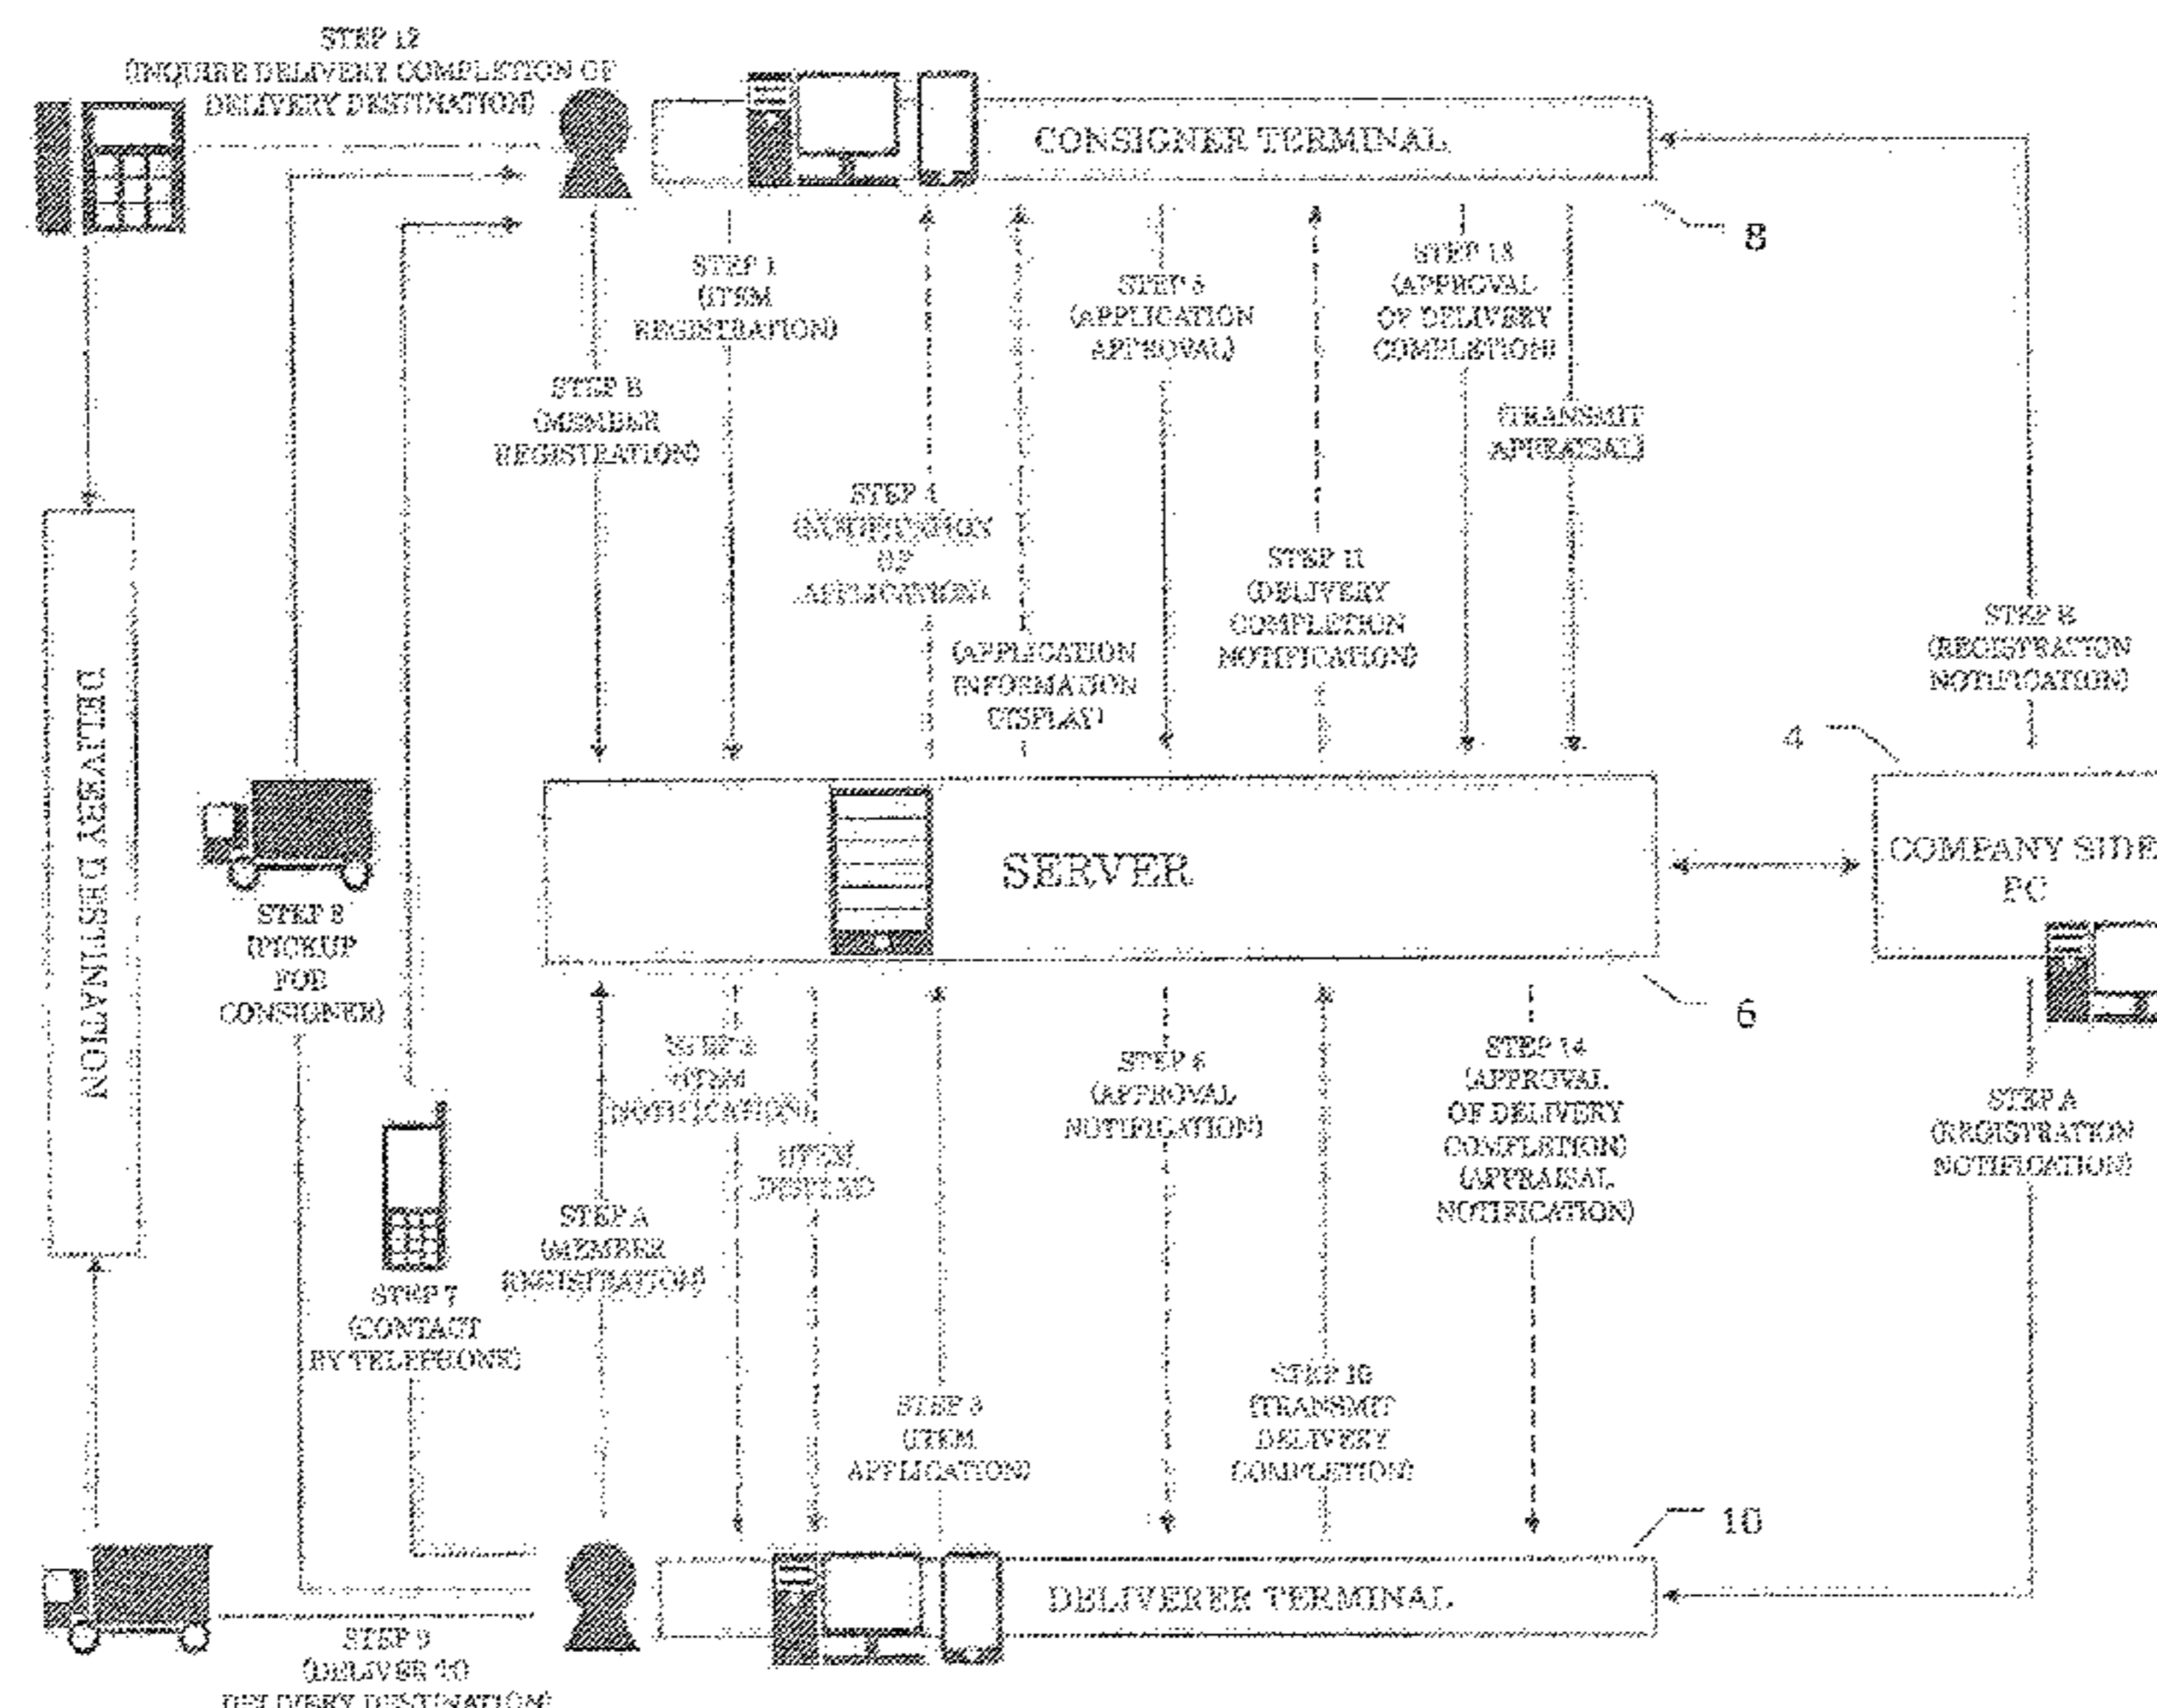 STEP 12
(INQUIRE DELIVERY COMPLETION OF
DELIVERY DESTINATION)
CONSIGNER TERMINAL
8
STEP 1
(ITEM
REGISTRATION)
STEP 13
(APPROVAL
OF DELIVERY
COMPLETION)
STEP 5
(APPLICATION
APPROVAL)
STEP B
(MEMBER
REGISTRATION)
(TRANSMIT
APPRAISAL)
STEP 4
(NOTIFICATION
OF
APPLICATION)
STEP 11
(DELIVERY
COMPLETION
NOTIFICATION)
(APPLICATION
INFORMATION
DISPLAY)
STEP B
(REGISTRATION
NOTIFICATION)
4
DELIVERY DESTINATION
SERVER
COMPANY SIDE
PC
6
STEP 8
(PICKUP
FOR
CONSIGNER)
STEP 2
(ITEM
NOTIFICATION)
ITEM
STEP 6
(APPROVAL
NOTIFICATION)
STEP 14
(APPROVAL
OF DELIVERY
COMPLETION)
(APPRAISAL
NOTIFICATION)
STEP A
(REGISTRATION
NOTIFICATION)
STEP A
(MEMBER
REGISTRATION)
STEP 7
(CONTACT
BY TELEPHONE)
STEP 3
(ITEM
APPLICATION)
STEP 10
(TRANSMIT
DELIVERY
COMPLETION)
10
DELIVERER TERMINAL
STEP 9
(DELIVER TO
DELIVERY DESTINATION)